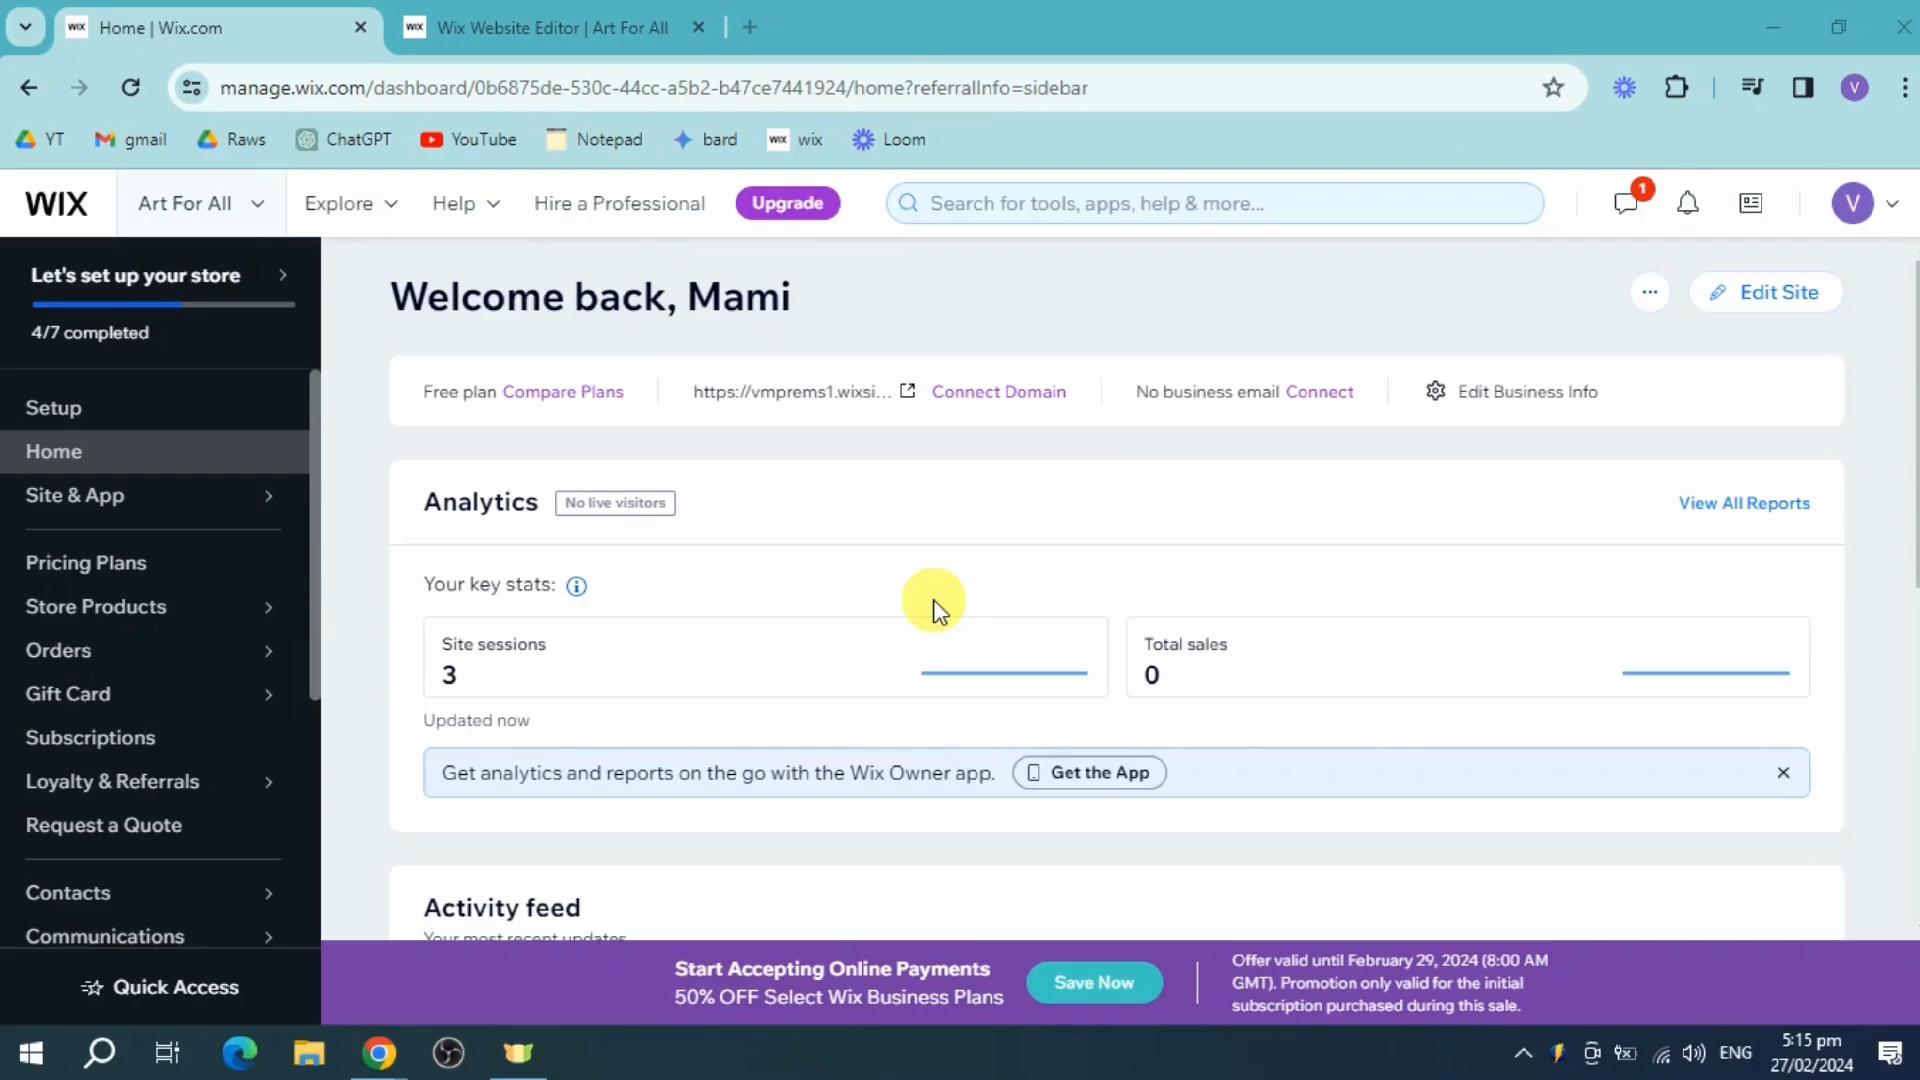 WIX Home | Wix.com
WIX Wix Website Editor | Art For All
manage.wix.com/dashboard/0b6875de-530c-44cc-a5b2-b47ce7441924/home?referralInfo=sidebar
V
YT gmail Raws ChatGPT YouTube Notepad bard WIX wix Loom
WIX Art For All Explore Help Hire a Professional Upgrade Search for tools, apps, help & more... 1 V
Let's set up your store
4/7 completed
Setup
Home
Site & App
Pricing Plans
Store Products
Orders
Gift Card
Subscriptions
Loyalty & Referrals
Request a Quote
Contacts
Communications
Quick Access
Welcome back, Mami
... Edit Site
Free plan Compare Plans https://vmprems1.wixsi... Connect Domain No business email Connect Edit Business Info
Analytics No live visitors View All Reports
Your key stats:
Site sessions
3
Total sales
0
Updated now
Get analytics and reports on the go with the Wix Owner app. Get the App
Activity feed
Your most recent updates
Start Accepting Online Payments
50% OFF Select Wix Business Plans
Save Now
Offer valid until February 29, 2024 (8:00 AM
GMT). Promotion only valid for the initial
subscription purchased during this sale.
ENG
5:15 pm
27/02/2024